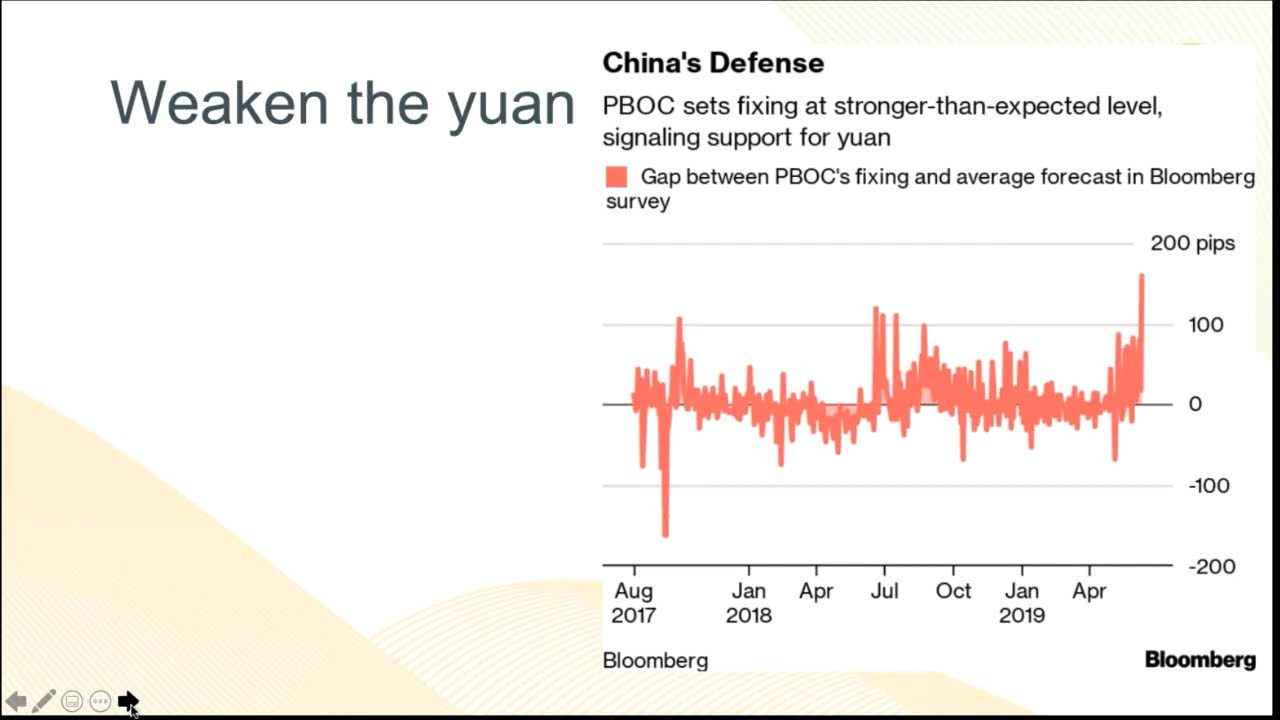 Weaken the yuan
China's Defense
PBOC sets fixing at stronger-than-expected level,
signaling support for yuan
Gap between PBOC's fixing and average forecast in Bloomberg
survey
200 pips
100
0
-100
-200
Aug Jan Apr Jul Oct Jan Apr
2017 2018 2019
Bloomberg Bloomberg